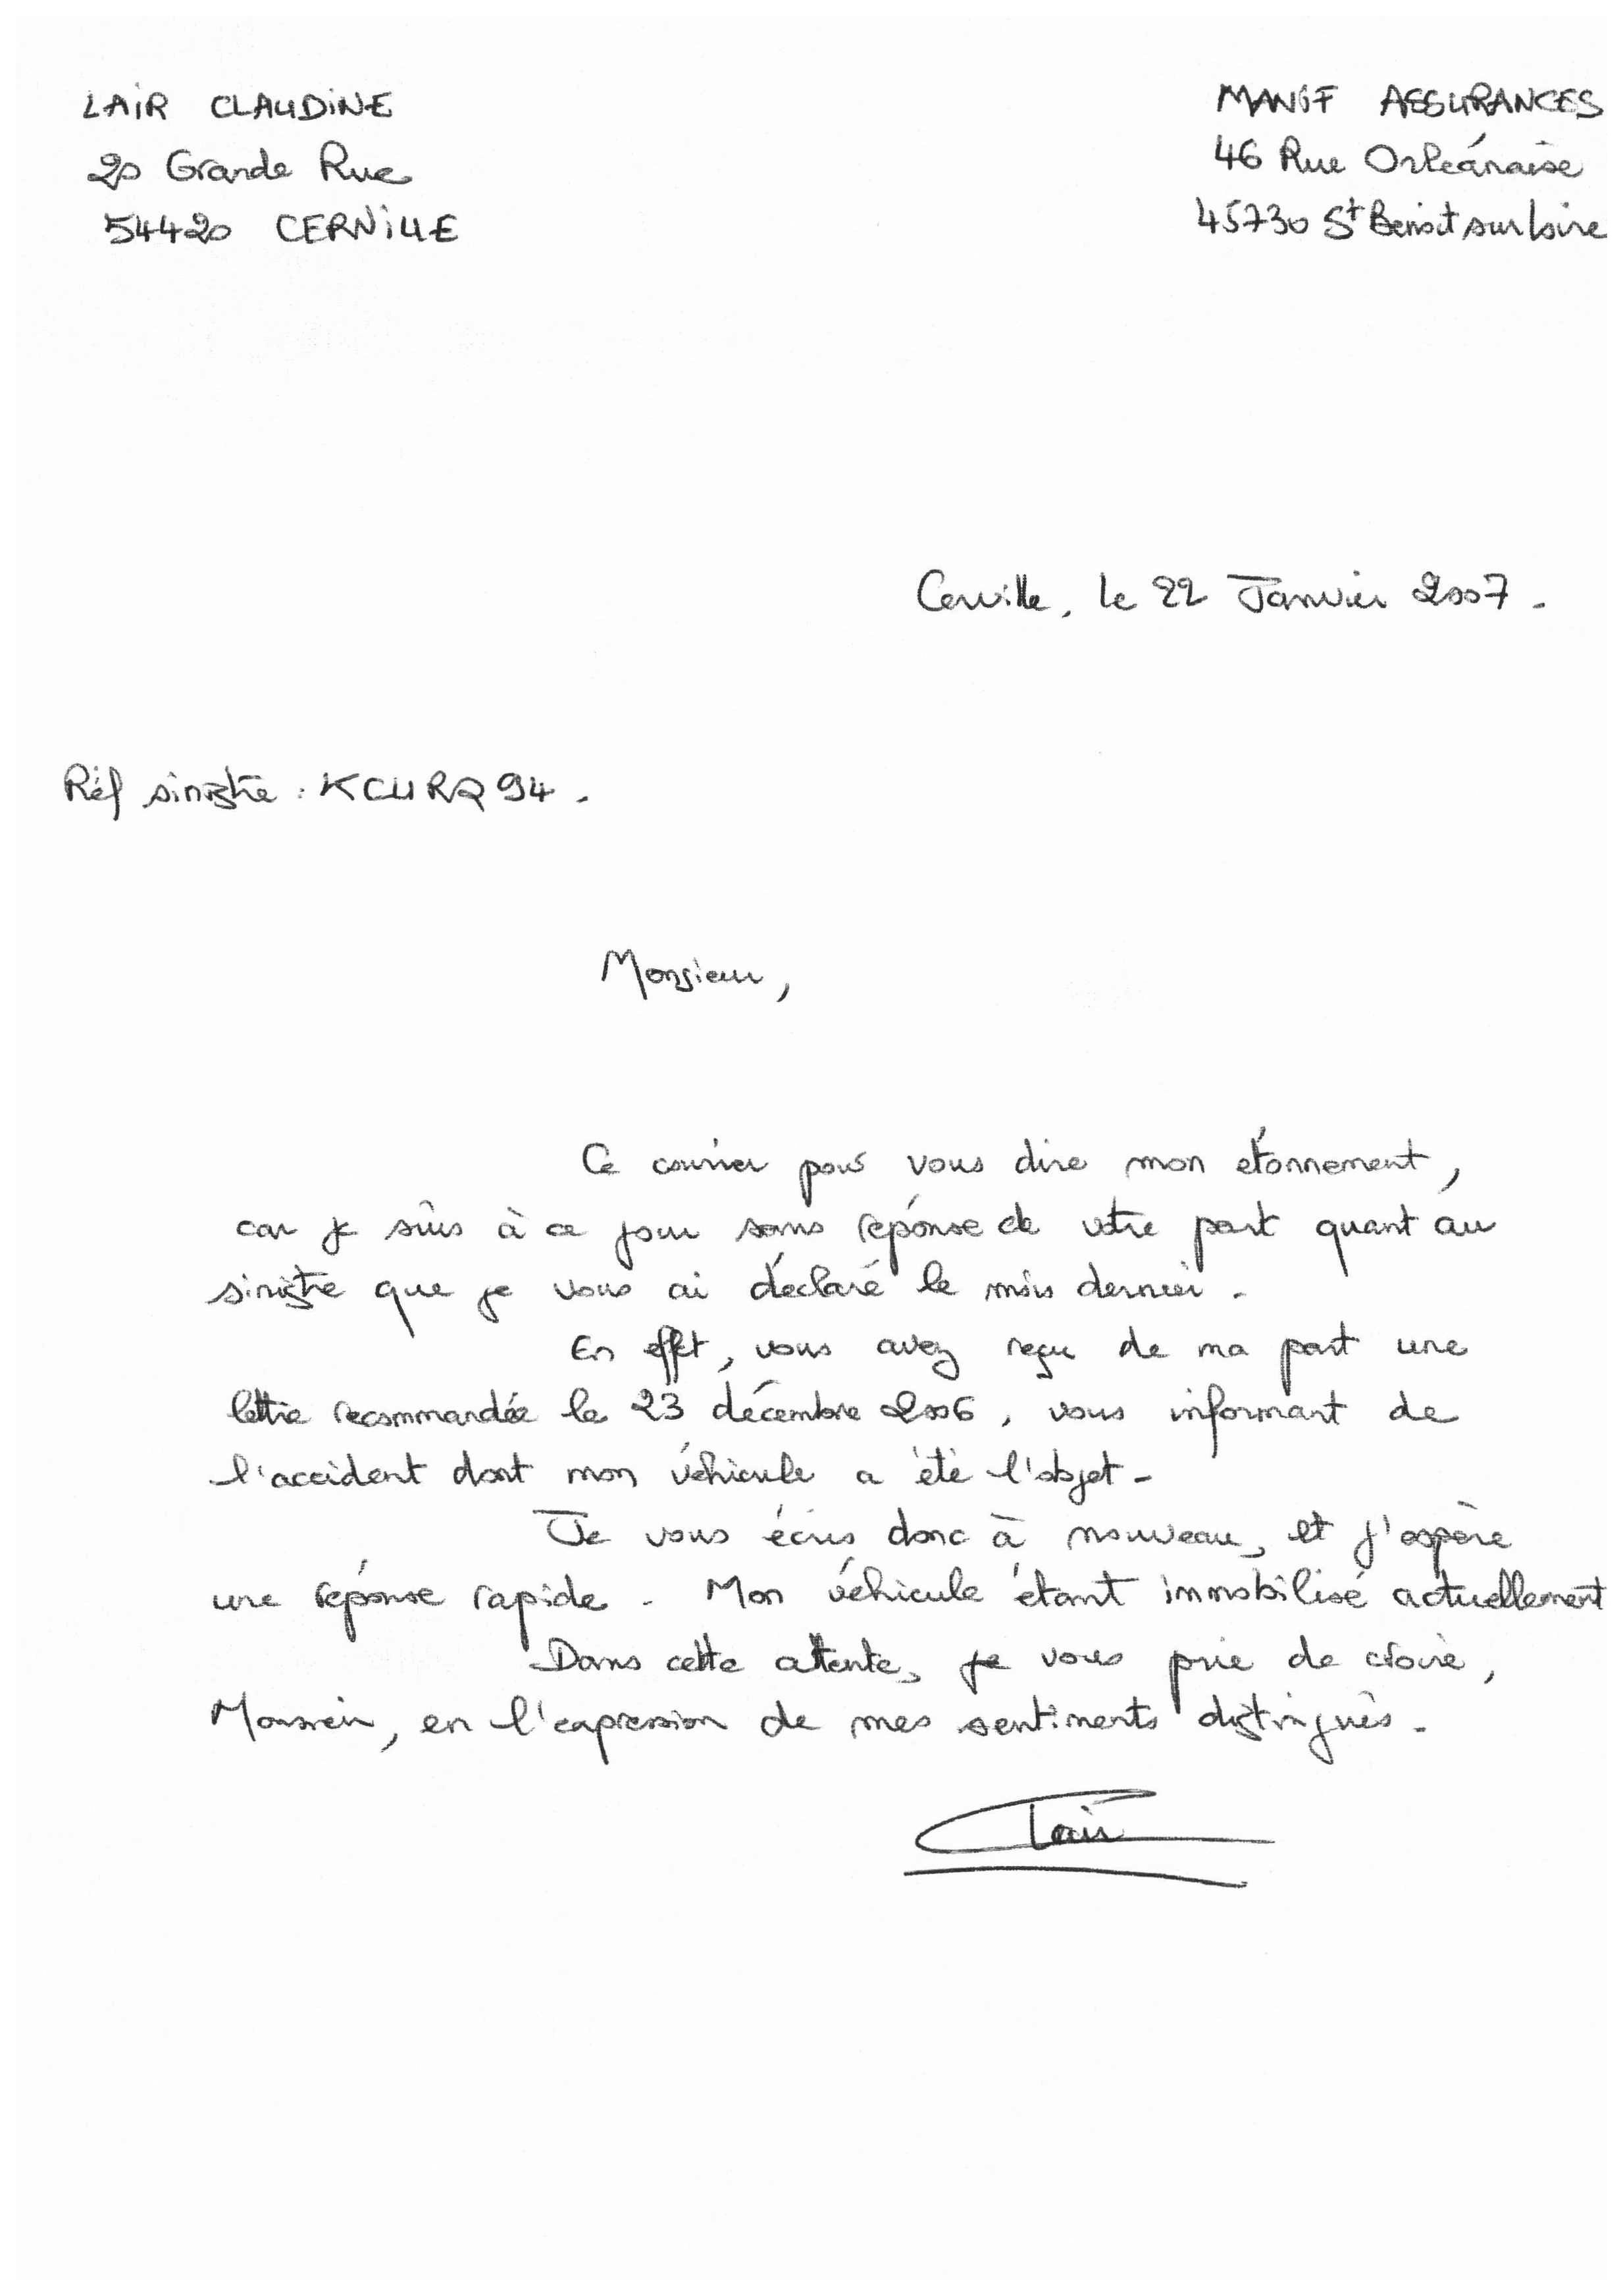 LAIR CLAUDINE
20 Grande Rue
54420 CERVILLE
MANIF ASSURANCES
46 Rue Orléanaise
45730 St Benoit sur Loire
Cerville, le 22 Janvier 2007.
Réf sinistre : KCURQ94.
Monsieur,
Ce courrier pour vous dire mon étonnement,
car je suis à ce jour sans réponse de votre part quant au
sinistre que je vous ai déclaré le mois dernier.
En effet, vous avez reçu de ma part une
lettre recommandée le 23 décembre 2006, vous informant de
l'accident dont mon véhicule a été l'objet.
Je vous écris donc à nouveau, et j'espère
une réponse rapide. Mon véhicule étant immobilisé actuellement
Dans cette attente, je vous prie de croire,
Monsieur, en l'expression de mes sentiments distingués.
Lair